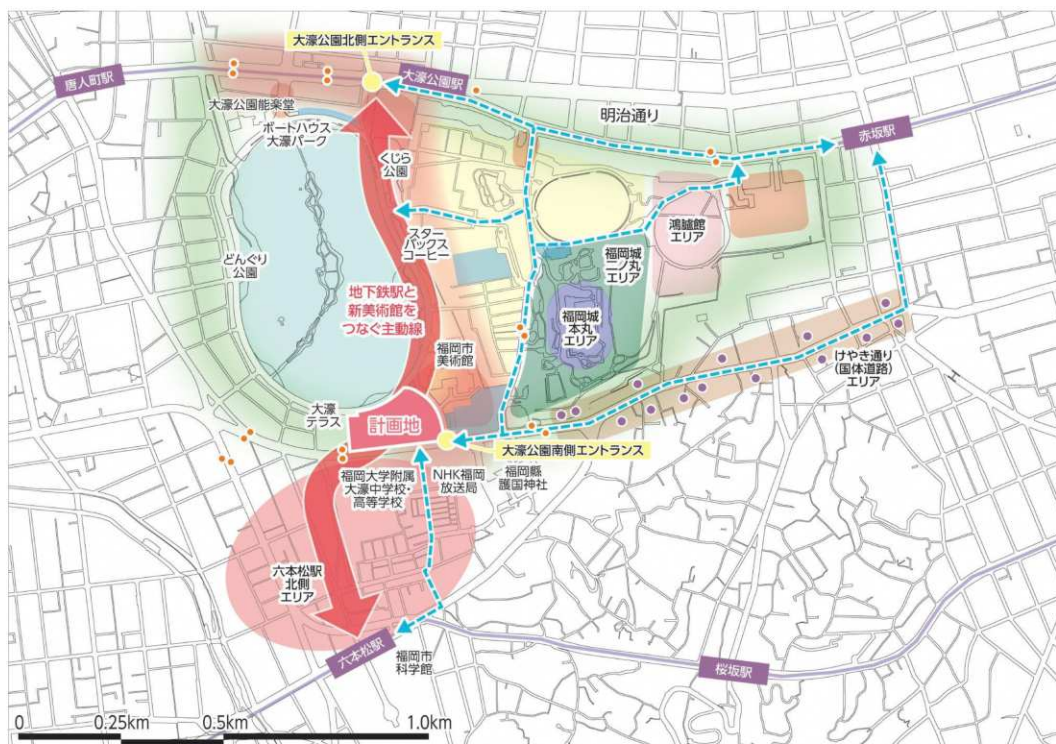 大濠公園北側エントランス
唐人町駅
大濠公園駅
明治通り
赤坂駅
大濠公園能楽堂
ボートハウス
大濠パーク
くじら
公園
スター
バックス
コーヒー
鴻臚館
エリア
どんぐり
公園
福岡城
二ノ丸
エリア
地下鉄駅と
新美術館を
つなぐ主動線
福岡城
本丸
エリア
福岡市
美術館
けやき通り
(国体道路)
エリア
大濠
テラス
計画地
大濠公園南側エントランス
福岡大学附属
大濠中学校・
高等学校
NHK福岡
放送局
福岡縣
護国神社
六本松駅
北側
エリア
六本松駅
福岡市
科学館
桜坂駅
0 0.25km 0.5km 1.0km